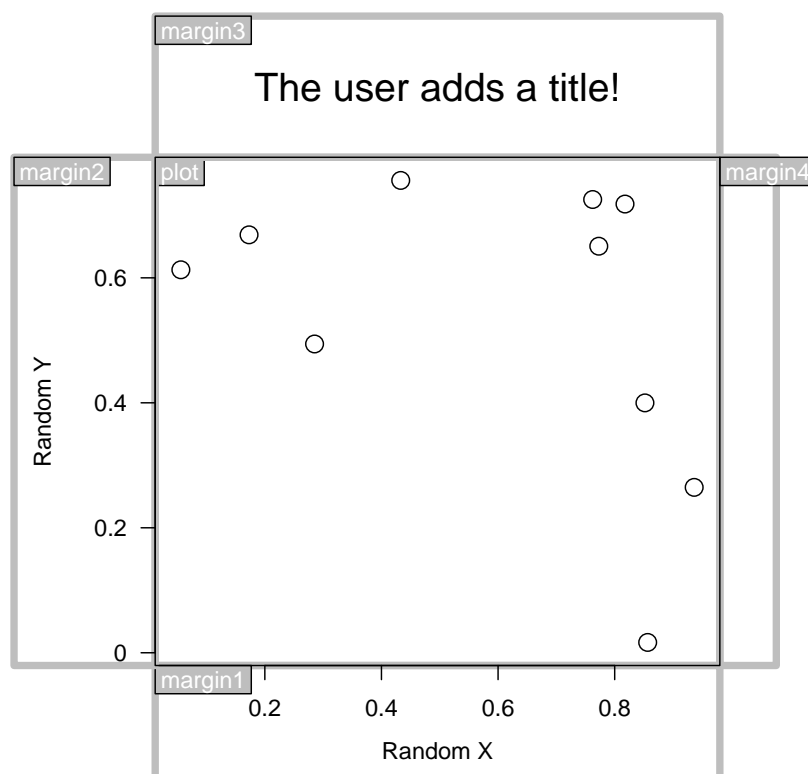 margin3
The user adds a title!
margin2
plot
margin4
0.6
0.4
0.2
0
Random Y
margin1
0.2 0.4 0.6 0.8
Random X